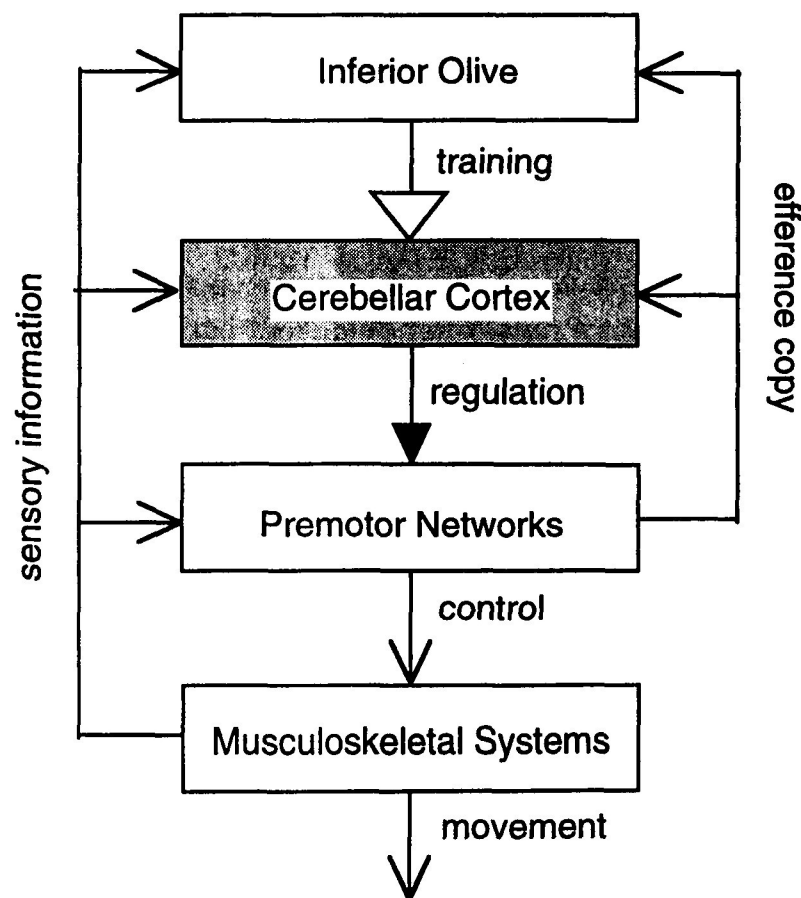 Inferior Olive
training
Cerebellar Cortex
regulation
Premotor Networks
control
Musculoskeletal Systems
movement
sensory information
efference copy